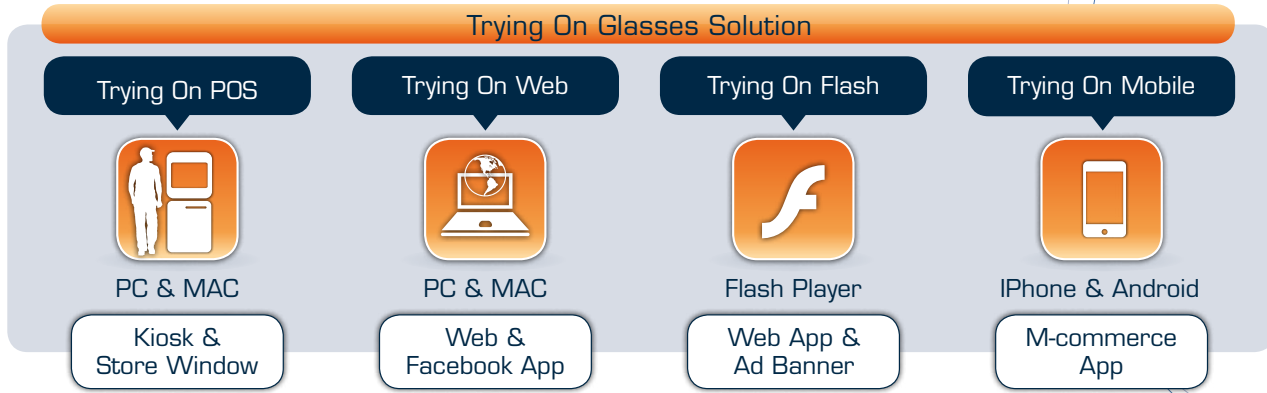 Trying On Glasses Solution
Trying On POS
Trying On Web
Trying On Flash
Trying On Mobile
PC & MAC
PC & MAC
Flash Player
IPhone & Android
Kiosk &
Store Window
Web &
Facebook App
Web App &
Ad Banner
M-commerce
App